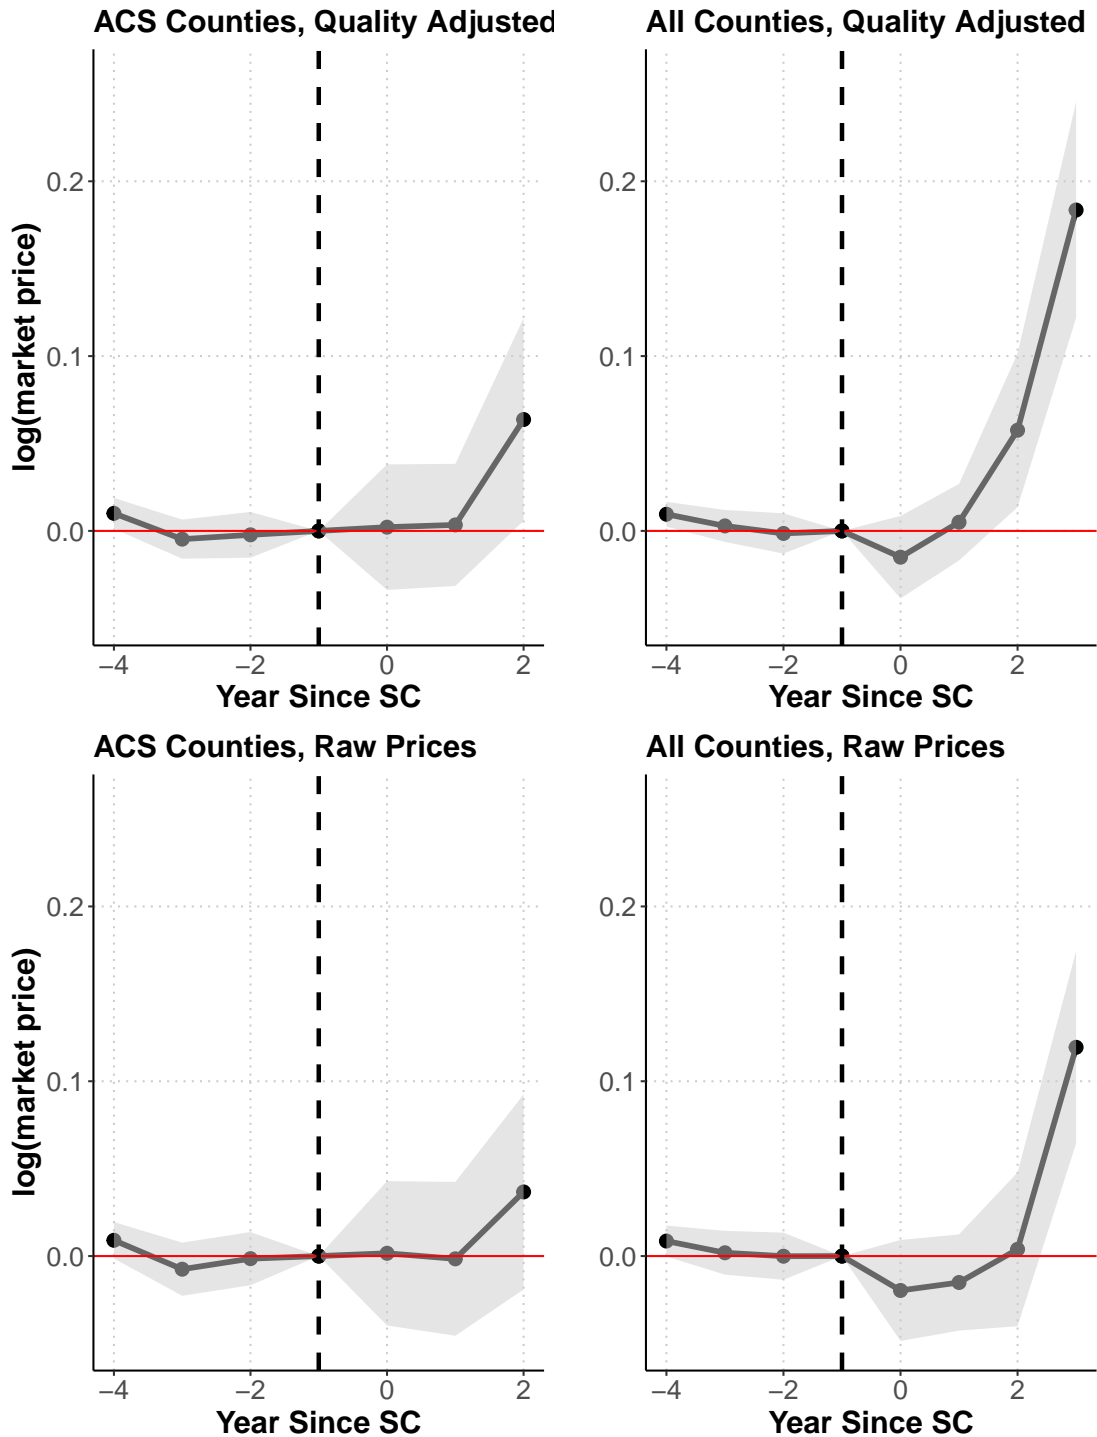 ACS Counties, Quality Adjusted
log(market price)
0.2
0.1
0.0
−4
−2
0
2
Year Since SC
All Counties, Quality Adjusted
0.2
0.1
0.0
−4
−2
0
2
Year Since SC
ACS Counties, Raw Prices
log(market price)
0.2
0.1
0.0
−4
−2
0
2
Year Since SC
All Counties, Raw Prices
0.2
0.1
0.0
−4
−2
0
2
Year Since SC